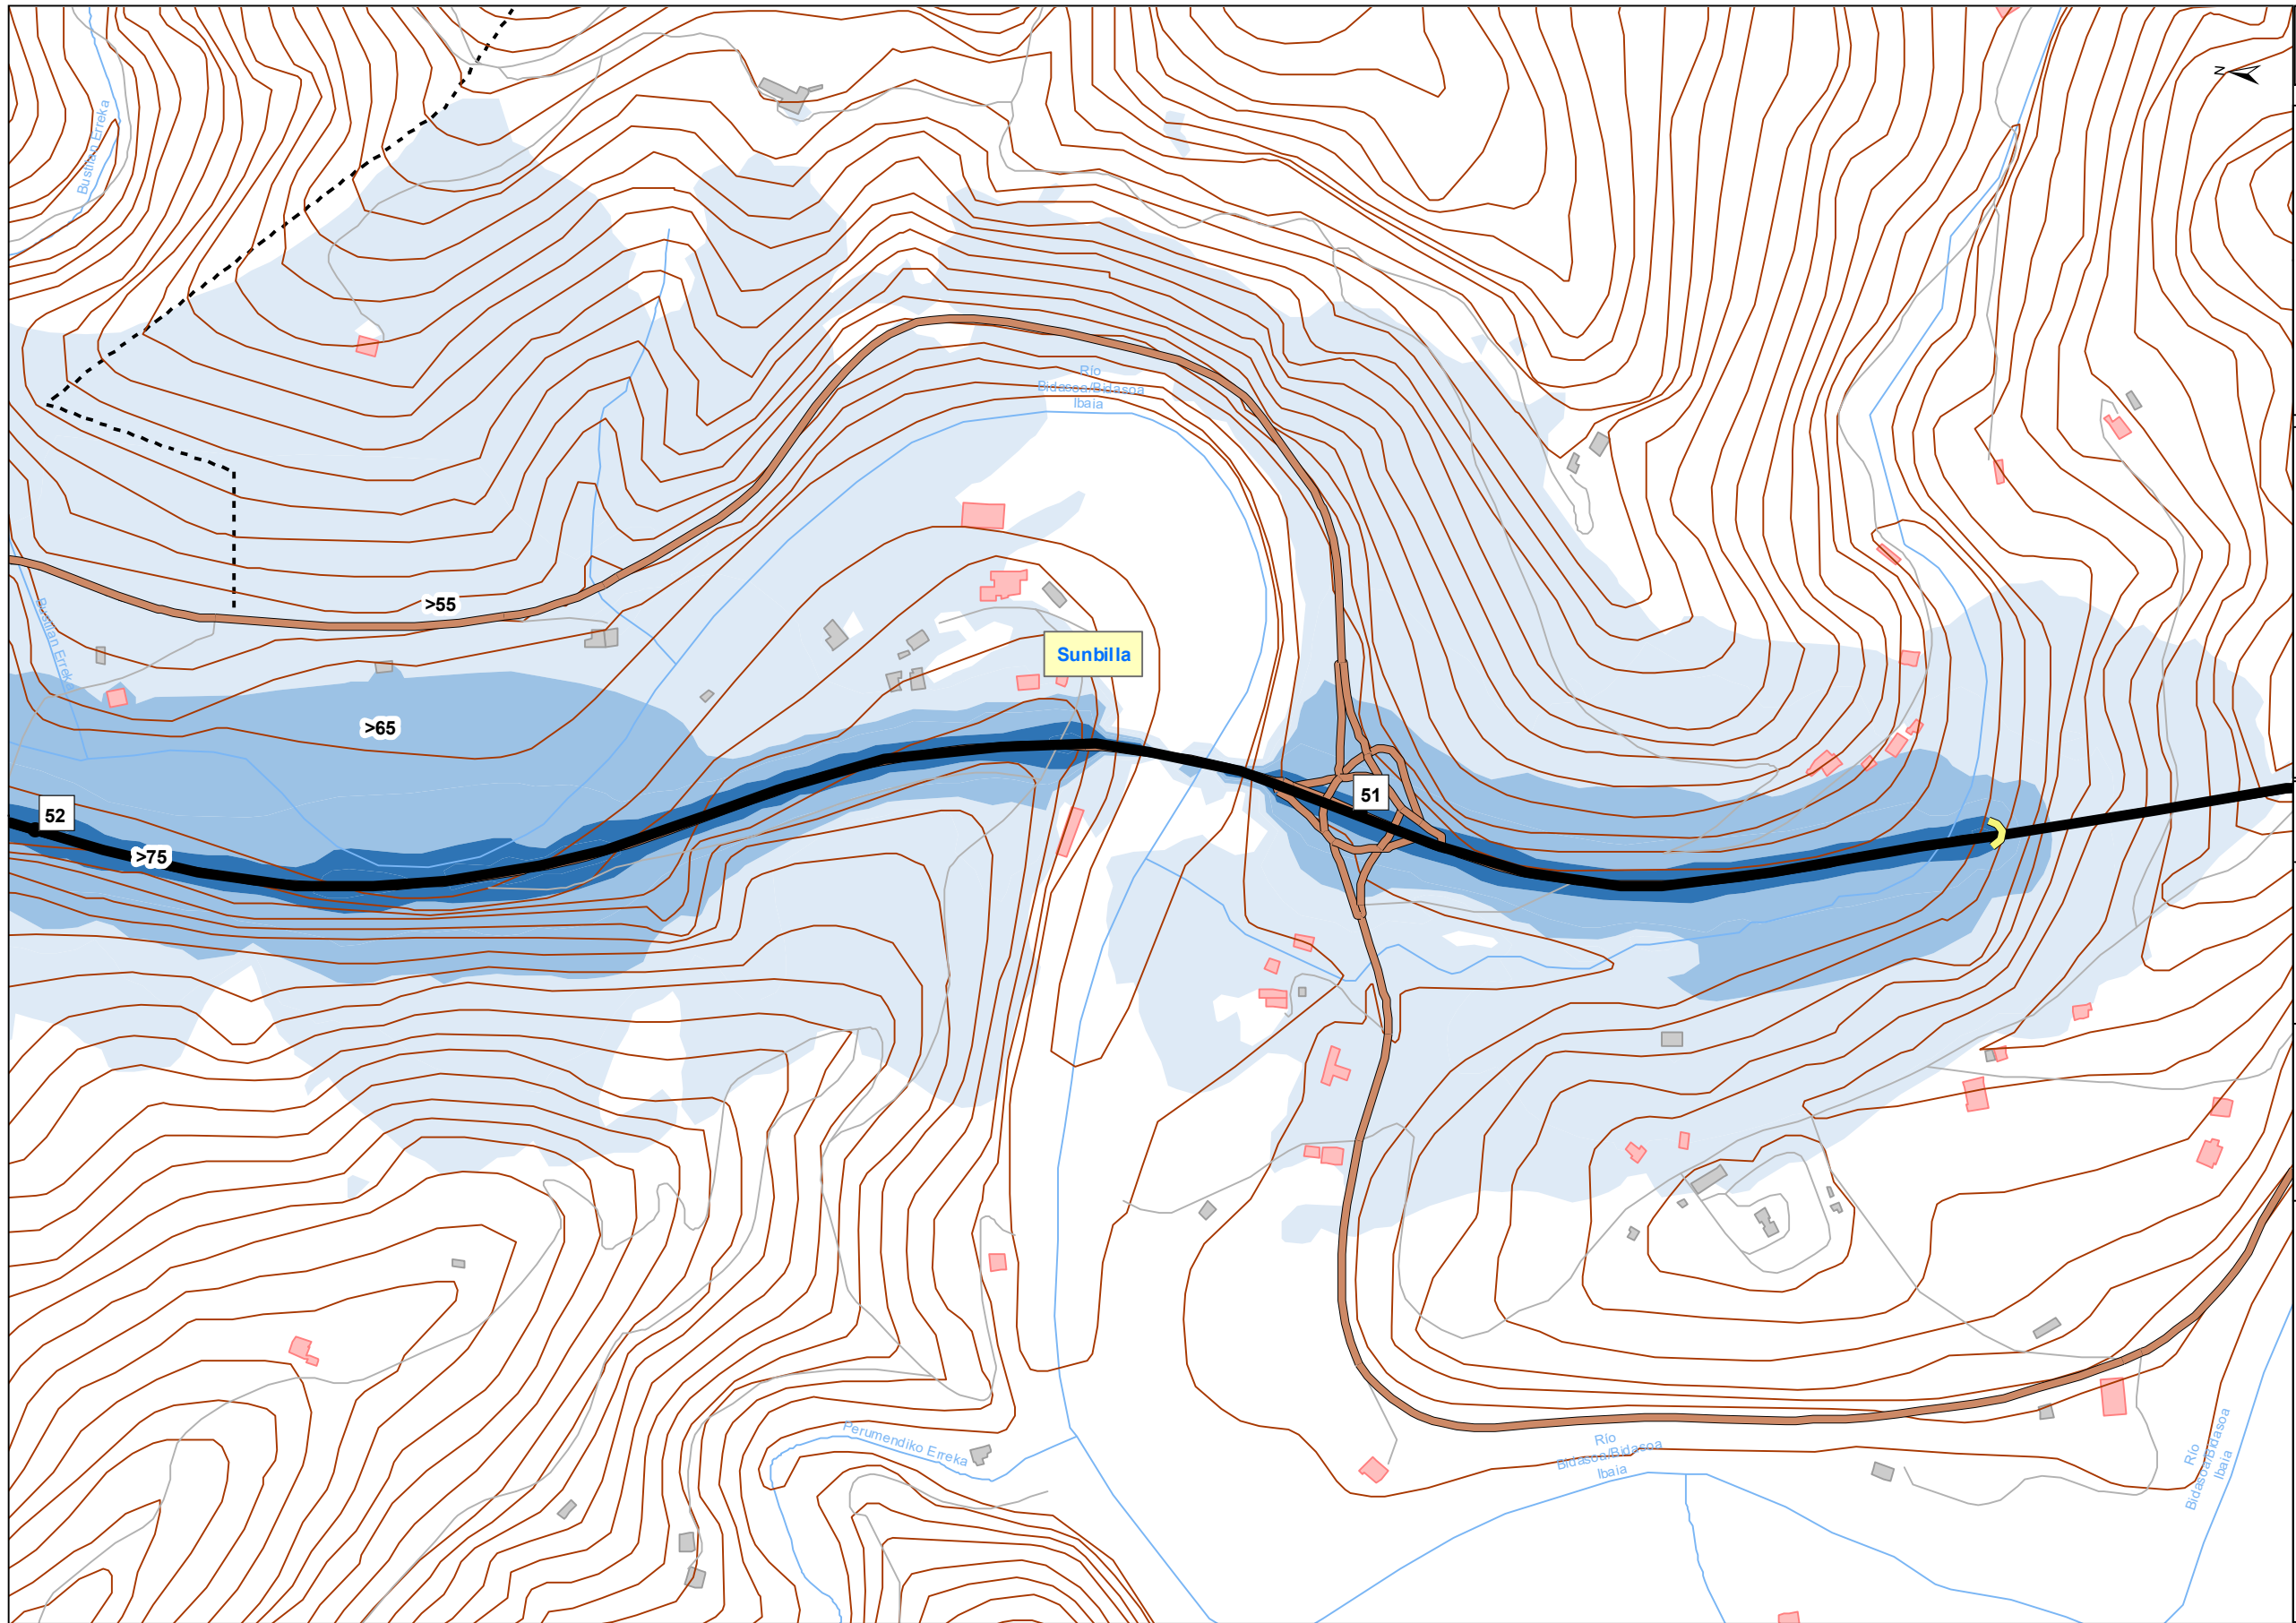 N
Bustilan Erreka
Río
Bidasoa/Bidasoa
Ibaia
>55
Bustilan Erreka
Sunbilla
>65
51
52
>75
Perumendiko Erreka
Río
Bidasoa/Bidasoa
Ibaia
Río
Bidasoa/Bidasoa
Ibaia